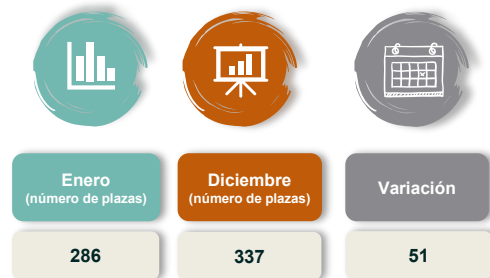 Enero
(número de plazas)
Diciembre
(número de plazas)
Variación
286
337
51